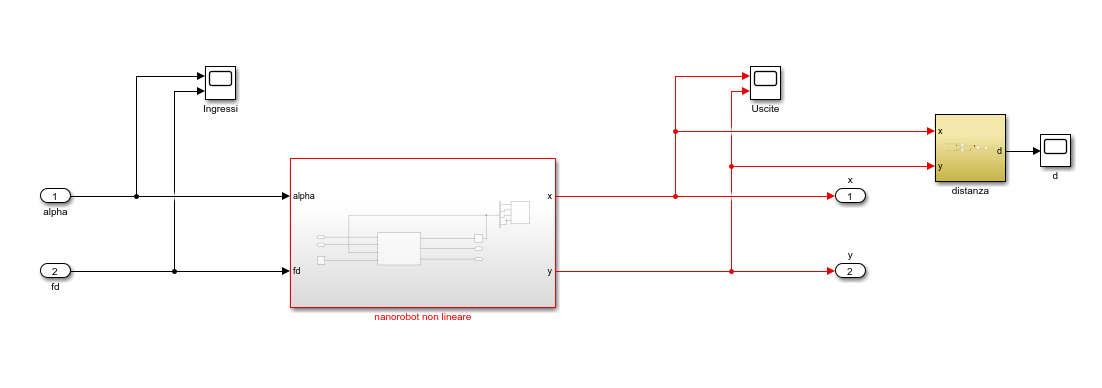 Ingressi
Uscite
x
y
d
distanza
d
1
alpha
alpha
x
x
1
2
fd
fd
y
y
2
nanorobot non lineare